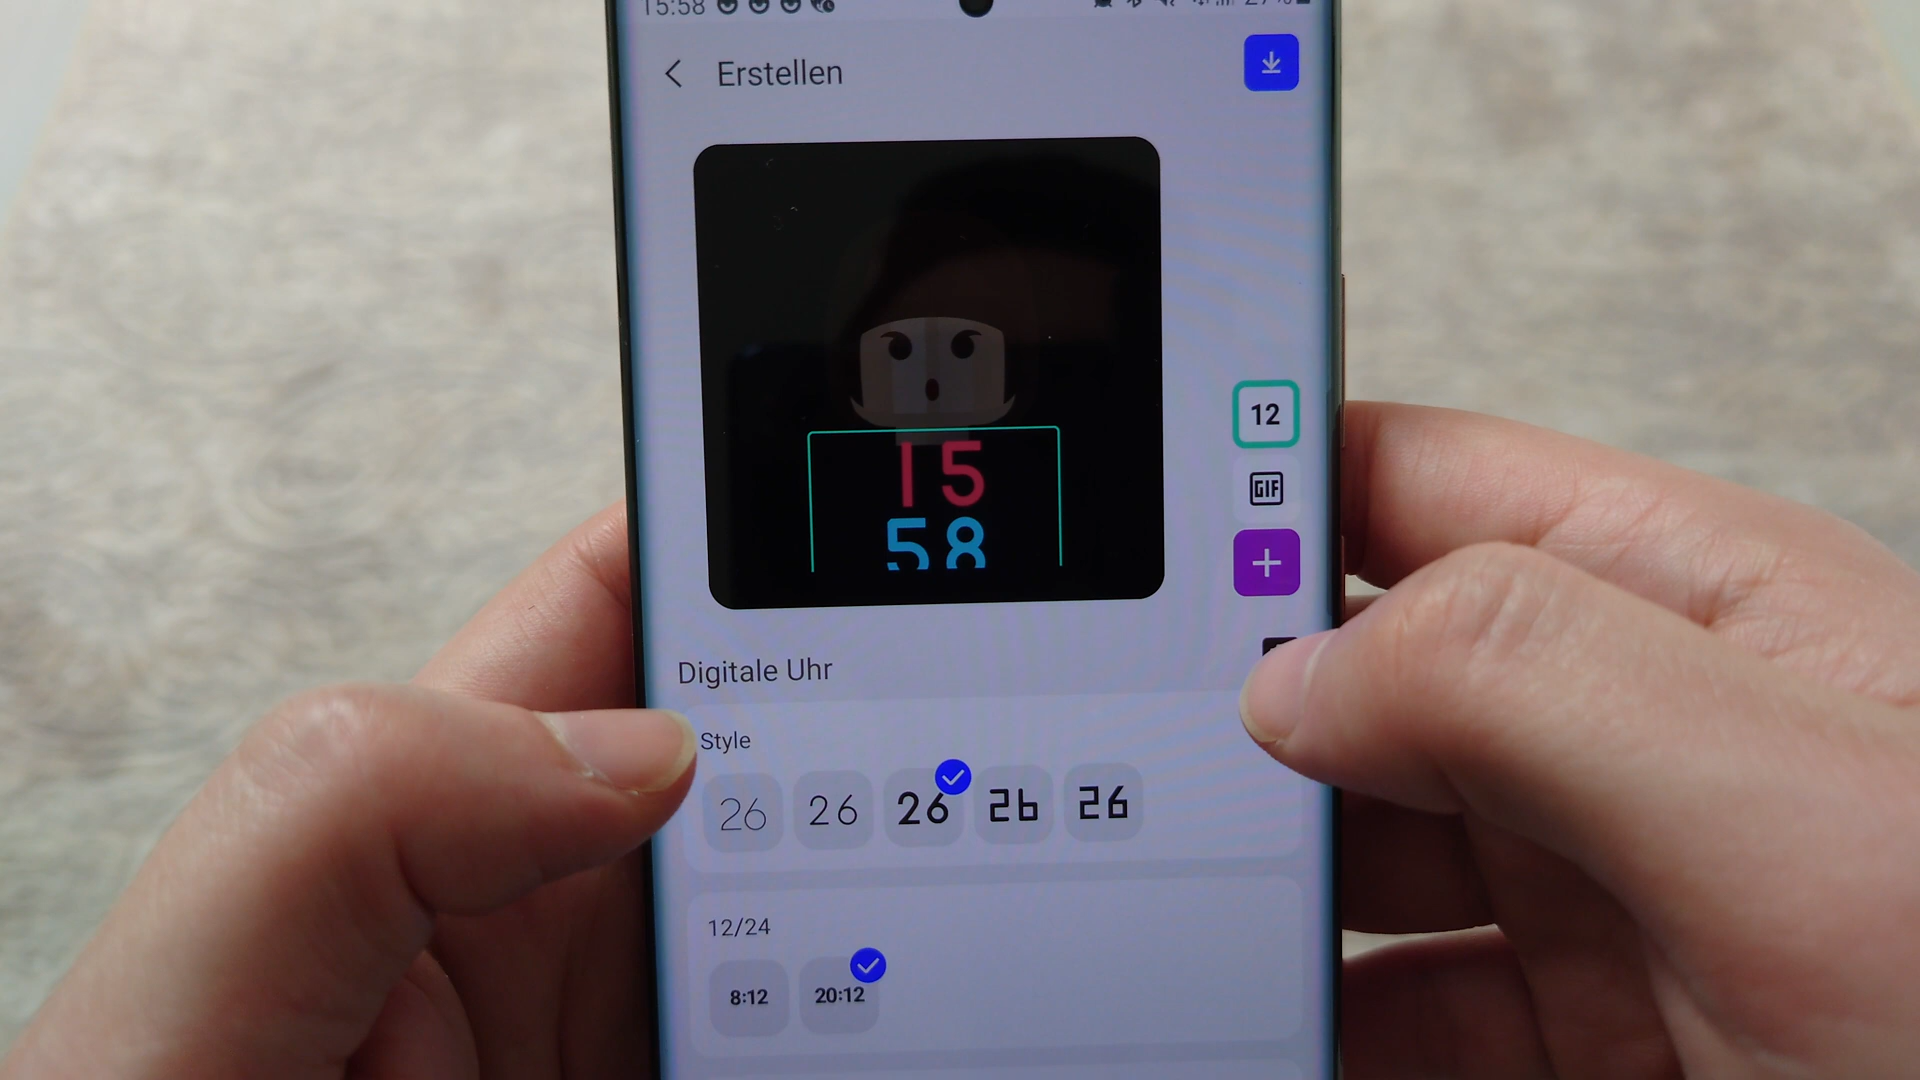 15:58
Erstellen
15
58
12
GIF
+
Digitale Uhr
Style
26 26 26 26 26
12/24
8:12 20:12